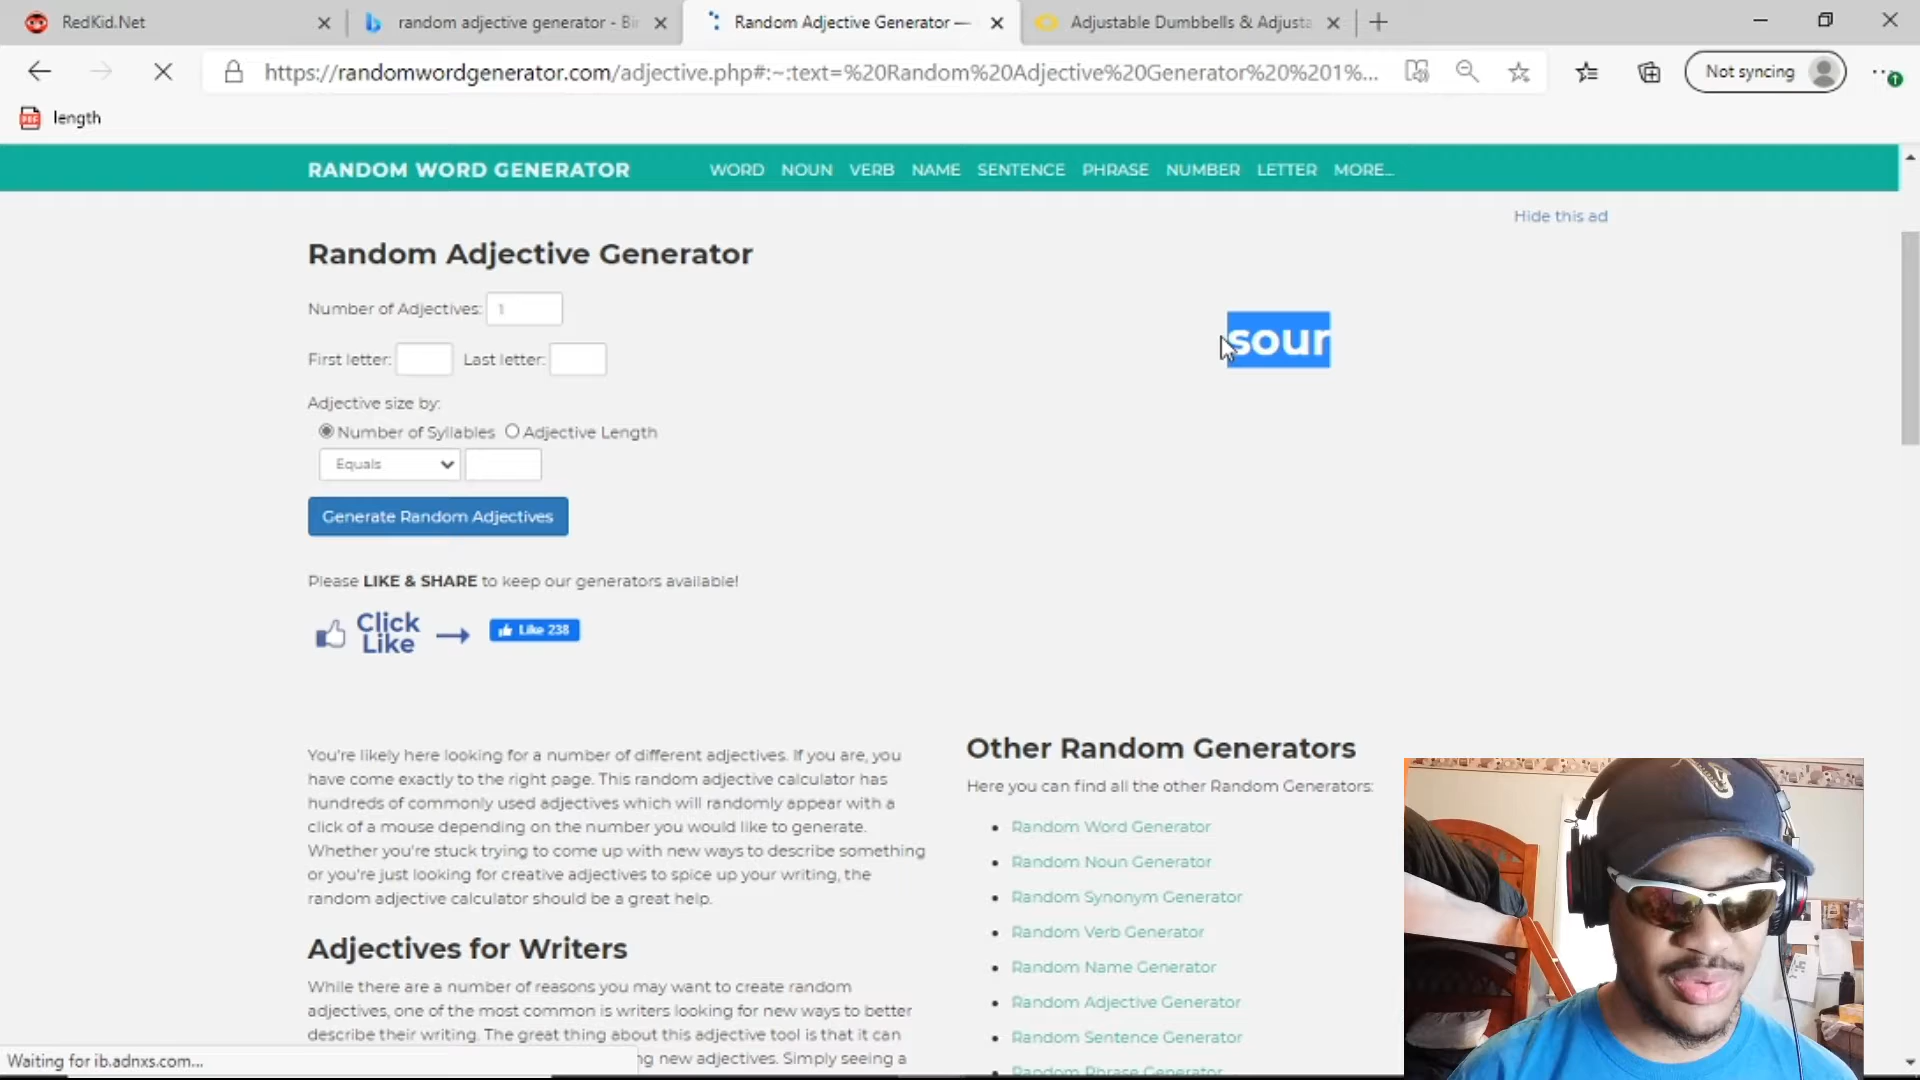 RedKid.Net
random adjective generator - Bi
Random Adjective Generator —
Adjustable Dumbbells & Adjusta
https://randomwordgenerator.com/adjective.php#:~:text=%20Random%20Adjective%20Generator%20%201%...
Not syncing
length
RANDOM WORD GENERATOR
WORD NOUN VERB NAME SENTENCE PHRASE NUMBER LETTER MORE...
Hide this ad
Random Adjective Generator
Number of Adjectives: 1
sour
First letter: Last letter:
Adjective size by:
Number of Syllables Adjective Length
Equals
Generate Random Adjectives
Please LIKE & SHARE to keep our generators available!
Click
Like
Like 238
You're likely here looking for a number of different adjectives. If you are, you
have come exactly to the right page. This random adjective calculator has
hundreds of commonly used adjectives which will randomly appear with a
click of a mouse depending on the number you would like to generate.
Whether you're stuck trying to come up with new ways to describe something
or you're just looking for creative adjectives to spice up your writing, the
random adjective calculator should be a great help.
Adjectives for Writers
While there are a number of reasons you may want to create random
adjectives, one of the most common is writers looking for new ways to better
describe their writing. The great thing about this adjective tool is that it can
ng new adjectives. Simply seeing a
Other Random Generators
Here you can find all the other Random Generators:
Random Word Generator
Random Noun Generator
Random Synonym Generator
Random Verb Generator
Random Name Generator
Random Adjective Generator
Random Sentence Generator
Random Phrase Generator
Waiting for ib.adnxs.com...